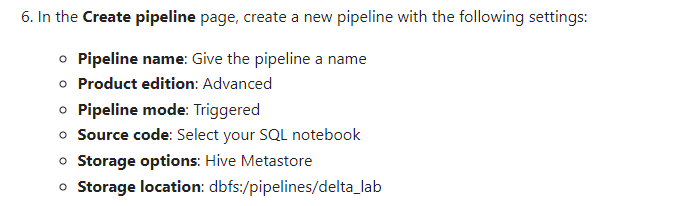 6. In the Create pipeline page, create a new pipeline with the following settings:
Pipeline name: Give the pipeline a name
Product edition: Advanced
Pipeline mode: Triggered
Source code: Select your SQL notebook
Storage options: Hive Metastore
Storage location: dbfs:/pipelines/delta_lab